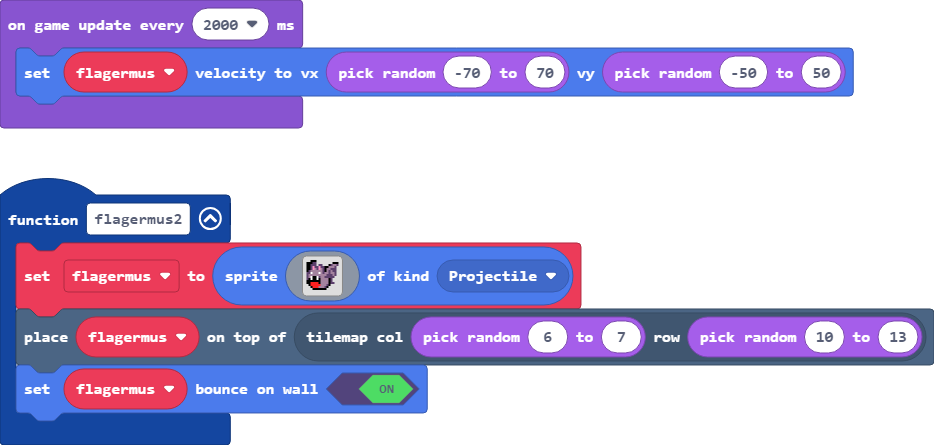 on game update every 2000 ms
set flagermus velocity to vx pick random -70 to 70 vy pick random -50 to 50
function flagermus2
set flagermus to sprite of kind Projectile
place flagermus on top of tilemap col pick random 6 to 7 row pick random 10 to 13
set flagermus bounce on wall ON